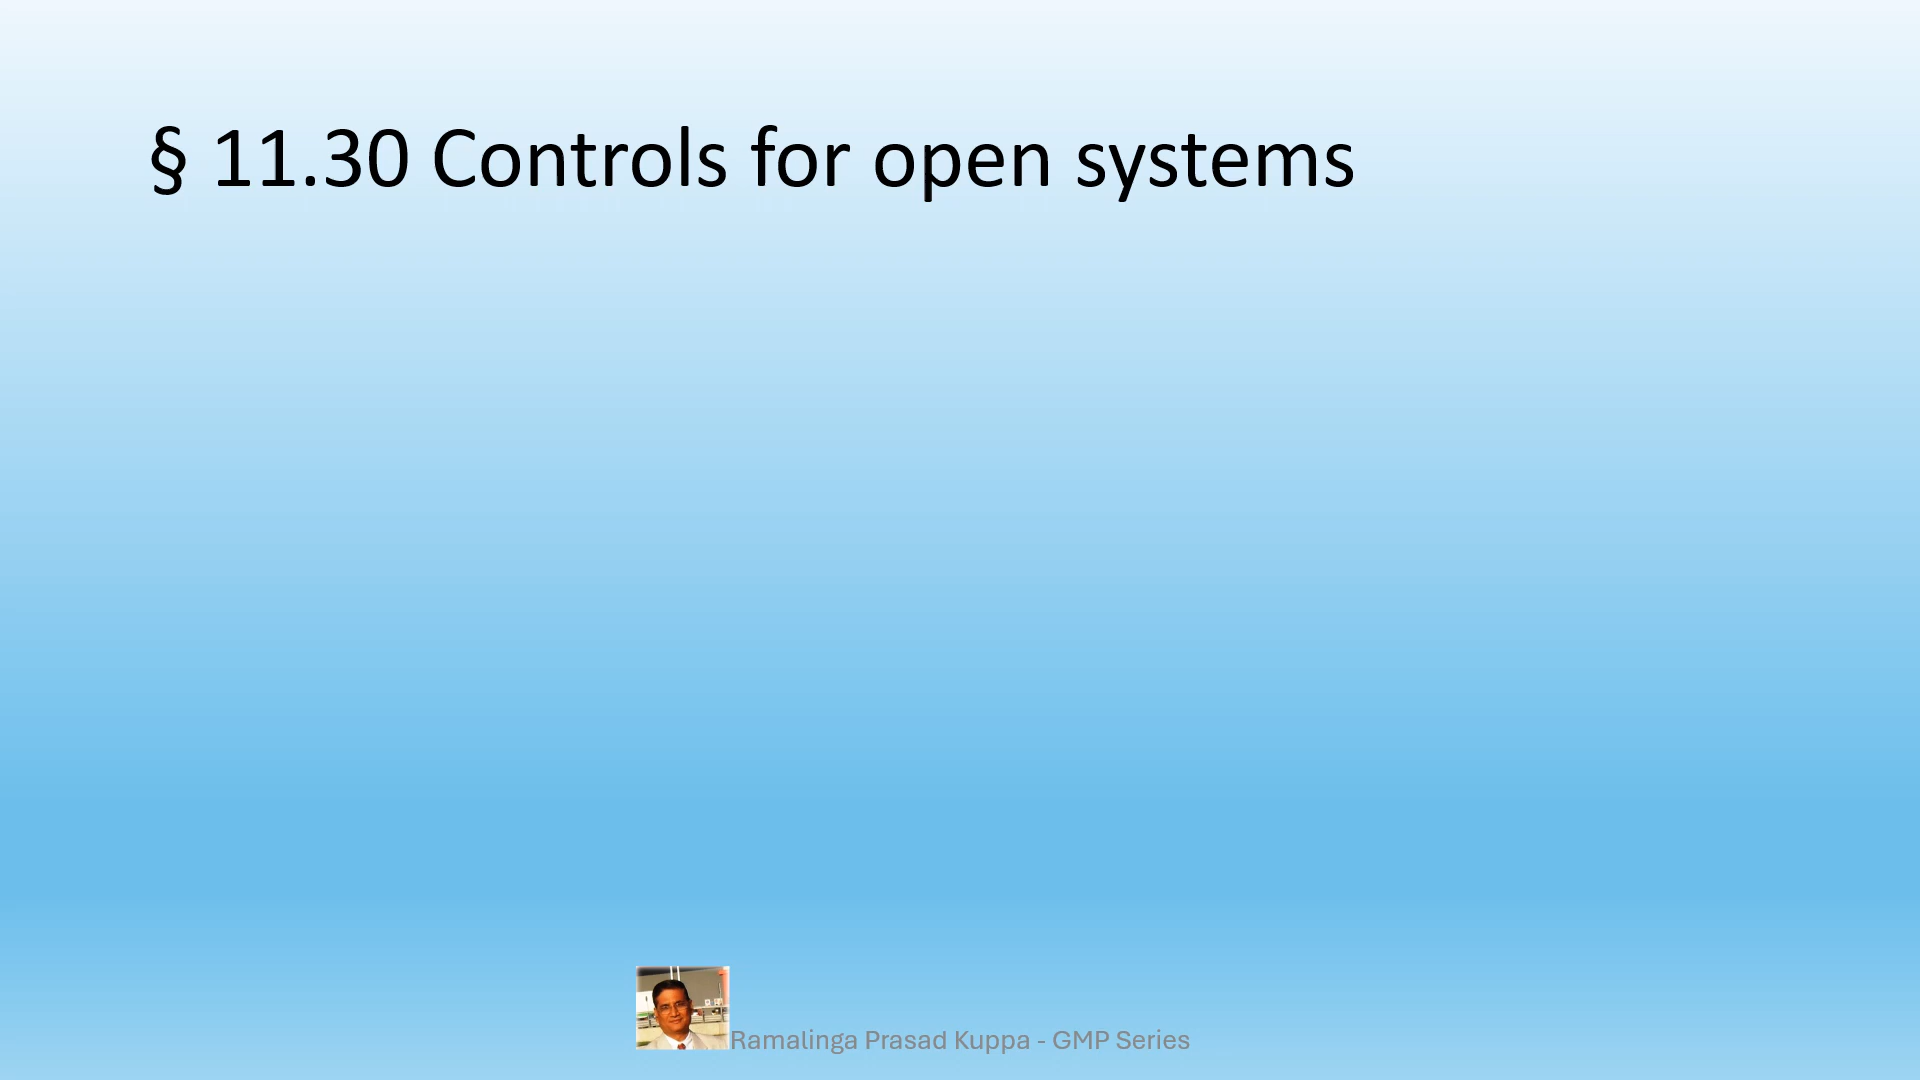 § 11.30 Controls for open systems
Ramalinga Prasad Kuppa - GMP Series